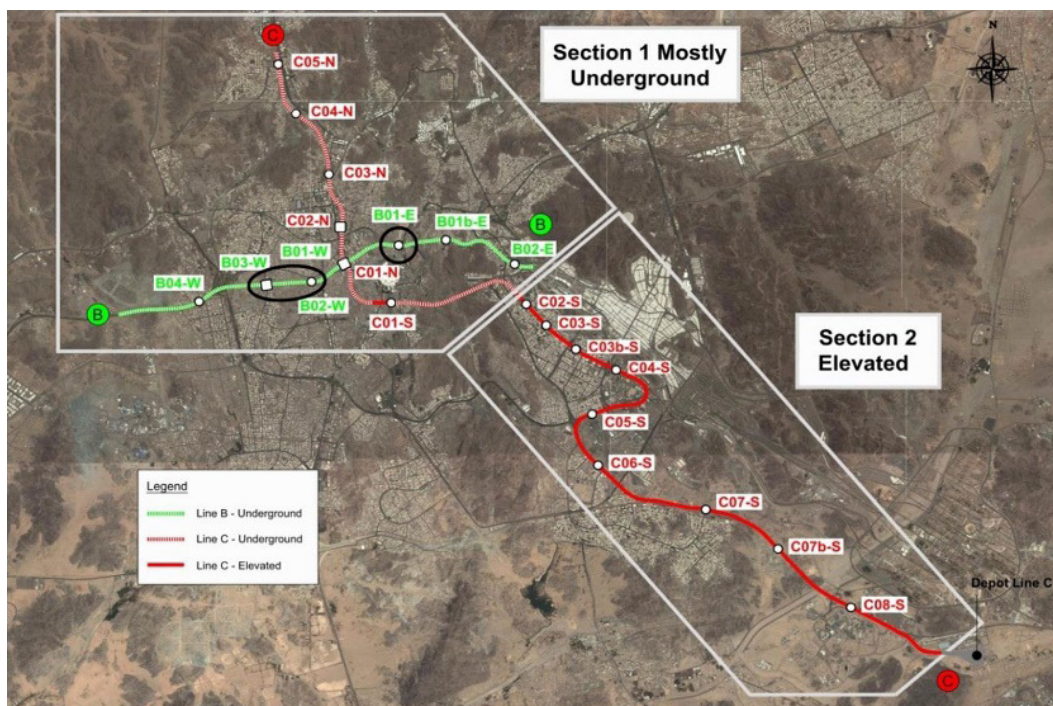 C
C05-N
Section 1 Mostly
Underground
N
C04-N
C03-N
C02-N
B01-E
B01b-E
B
B02-E
B01-W
B03-W
C01-N
B04-W
B02-W
B
C01-S
C02-S
C03-S
C03b-S
C04-S
Section 2
Elevated
C05-S
C06-S
C07-S
C07b-S
C08-S
Depot Line C
C
Legend
Line B - Underground
Line C - Underground
Line C - Elevated